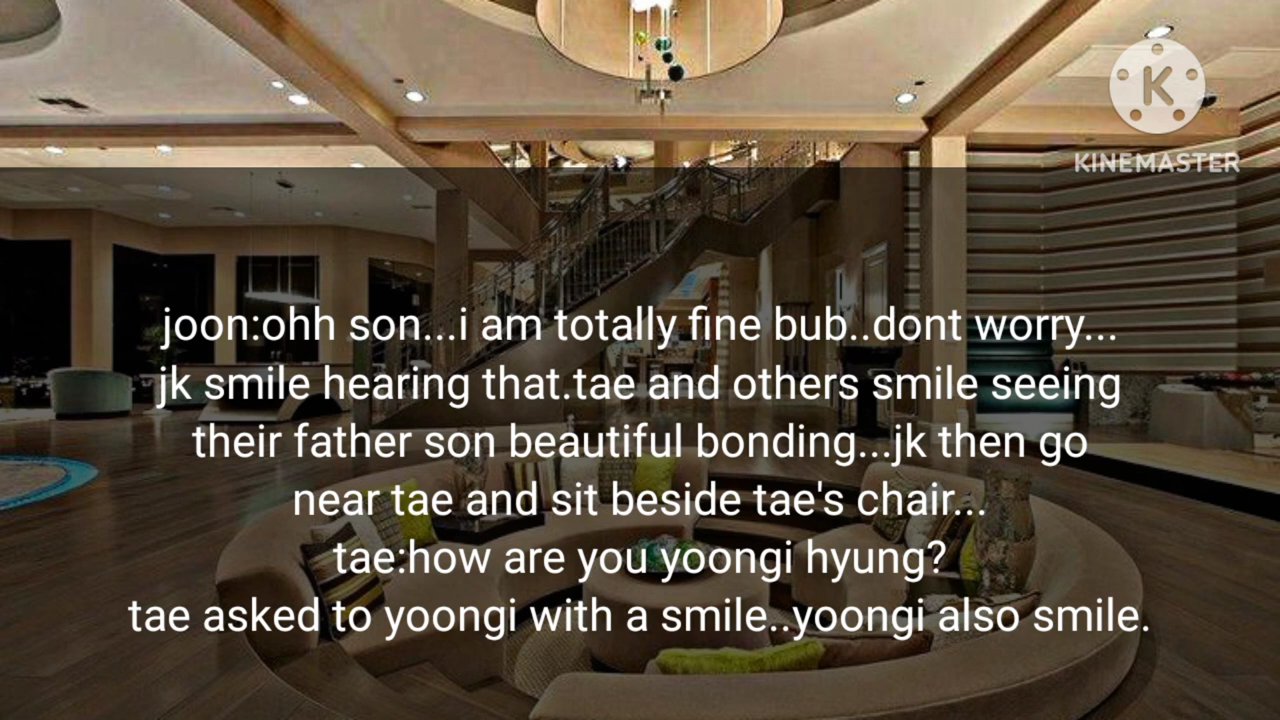 K
KINEMASTER
joon:ohh son...i am totally fine bub..dont worry...
jk smile hearing that.tae and others smile seeing
their father son beautiful bonding...jk then go
near tae and sit beside tae's chair...
tae:how are you yoongi hyung?
tae asked to yoongi with a smile..yoongi also smile.